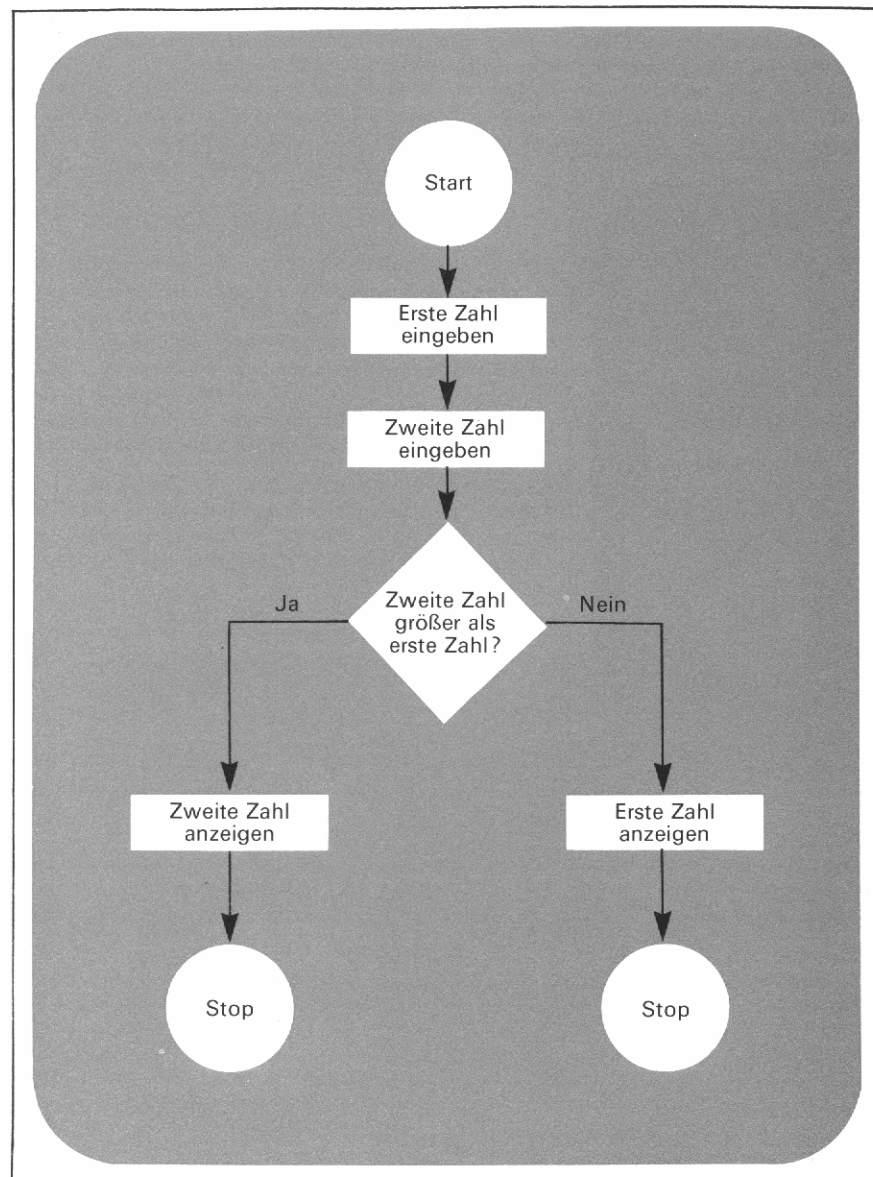 Start
Erste Zahl
eingeben
Zweite Zahl
eingeben
Ja
Zweite Zahl
größer als
erste Zahl?
Nein
Zweite Zahl
anzeigen
Erste Zahl
anzeigen
Stop
Stop